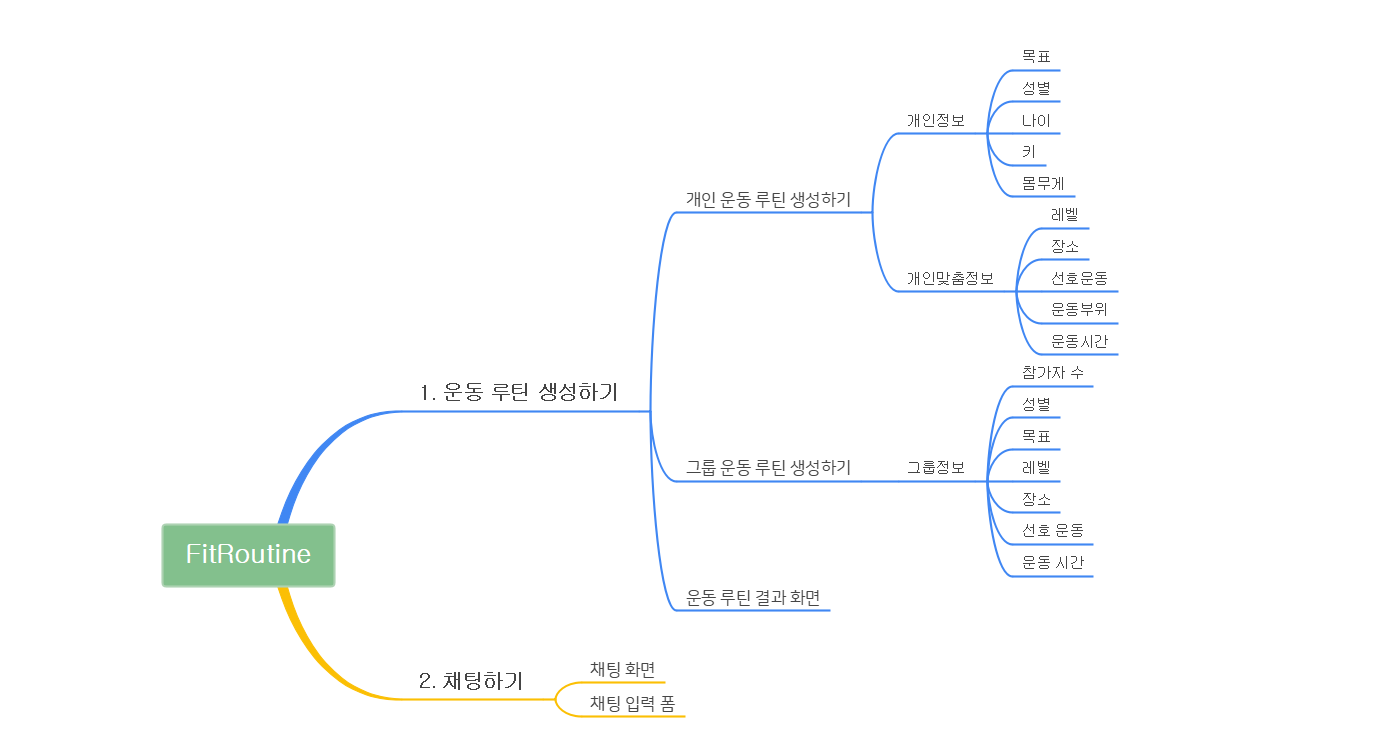 FitRoutine
1. 운동 루틴 생성하기
개인 운동 루틴 생성하기
개인정보
목표
성별
나이
키
몸무게
개인맞춤정보
레벨
장소
선호운동
운동부위
운동시간
그룹 운동 루틴 생성하기
그룹정보
참가자 수
성별
목표
레벨
장소
선호 운동
운동 시간
운동 루틴 결과 화면
2. 채팅하기
채팅 화면
채팅 입력 폼